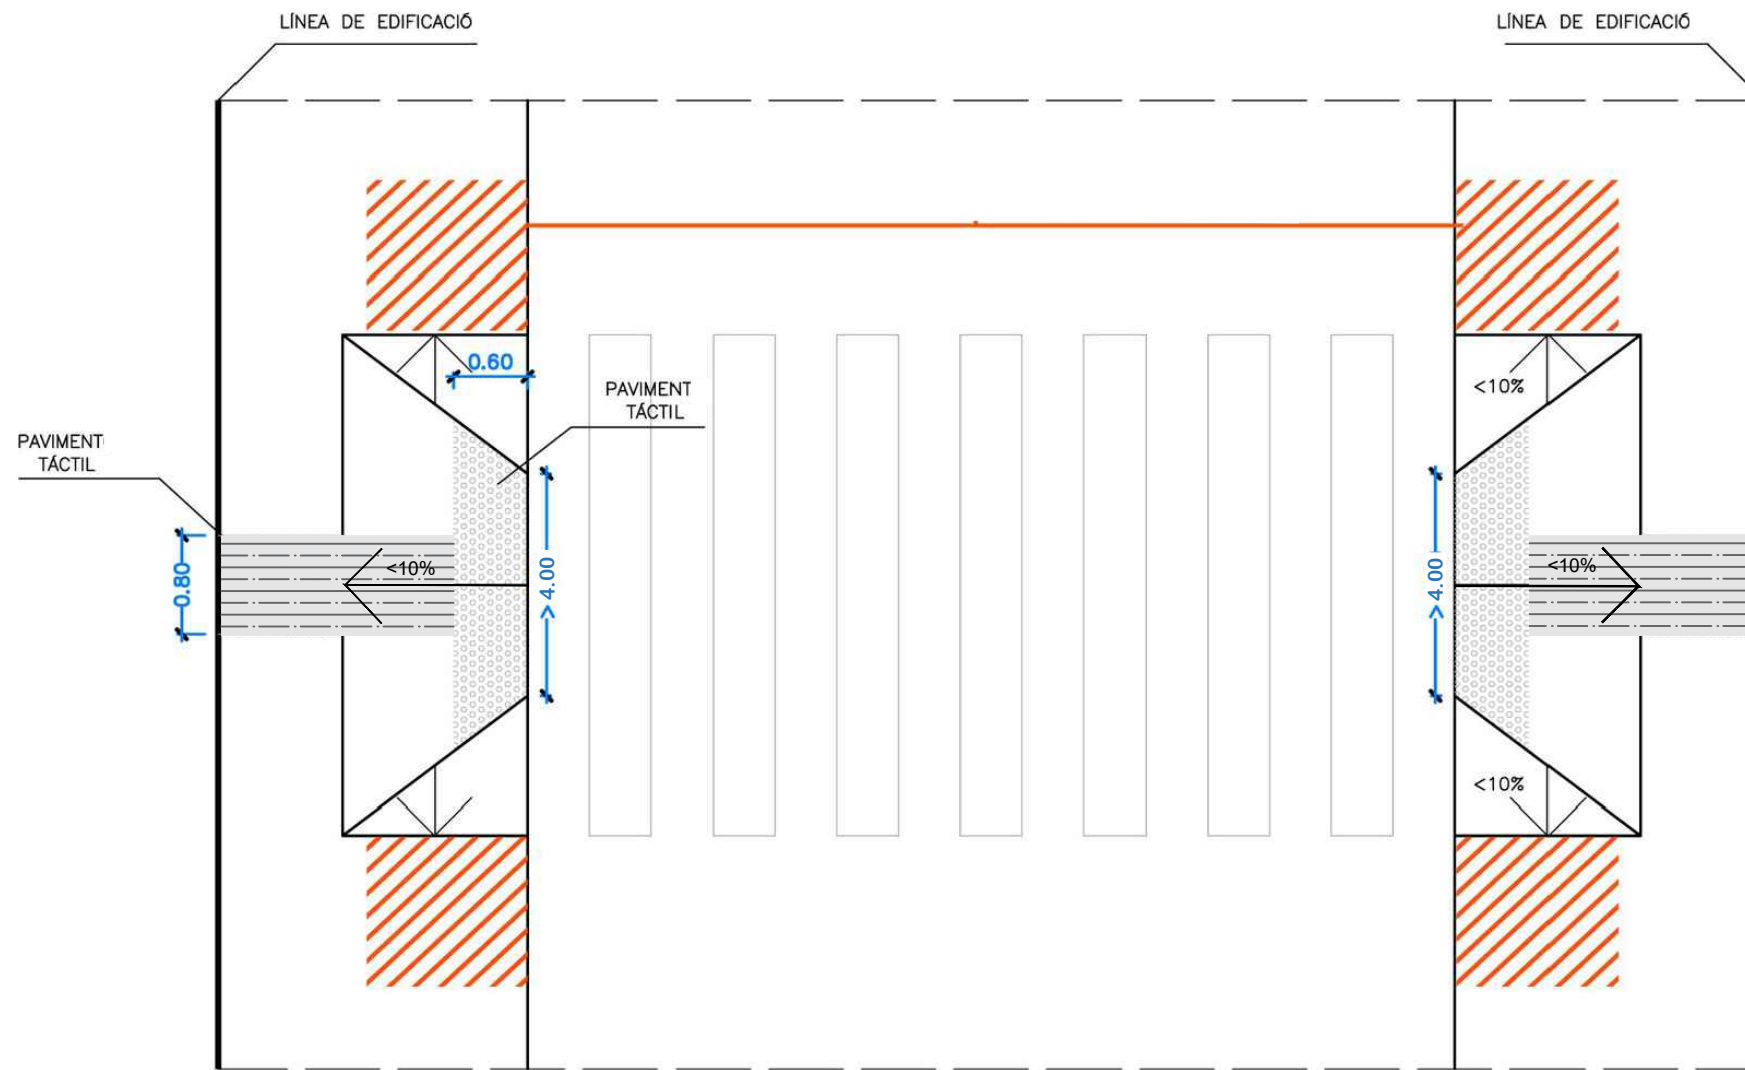 LÍNEA DE EDIFICACIÓ
LÍNEA DE EDIFICACIÓ
0.60
PAVIMENT
TÁCTIL
<10%
PAVIMENT
TÁCTIL
0.80
<10%
> 4.00
> 4.00
<10%
<10%